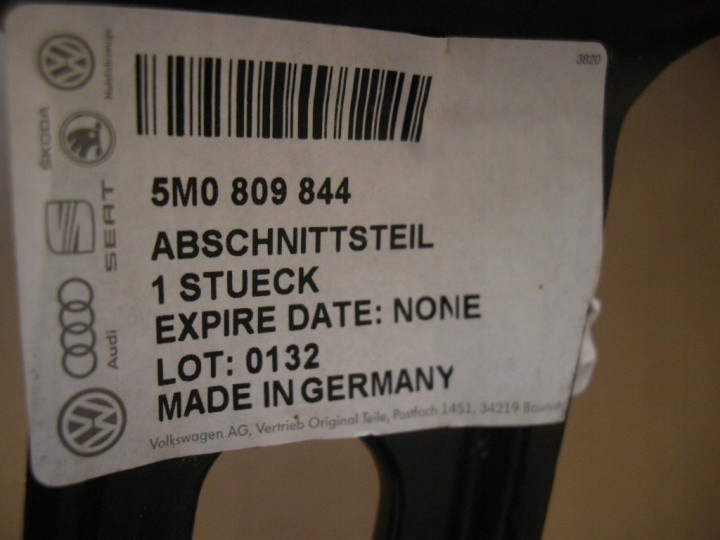 3820
Nutzfahrzeuge
ŠKODA
SEAT
Audi
5M0 809 844
ABSCHNITTSTEIL
1 STUECK
EXPIRE DATE: NONE
LOT: 0132
MADE IN GERMANY
Volkswagen AG, Vertrieb Original Teile, Postfach 1451, 34219